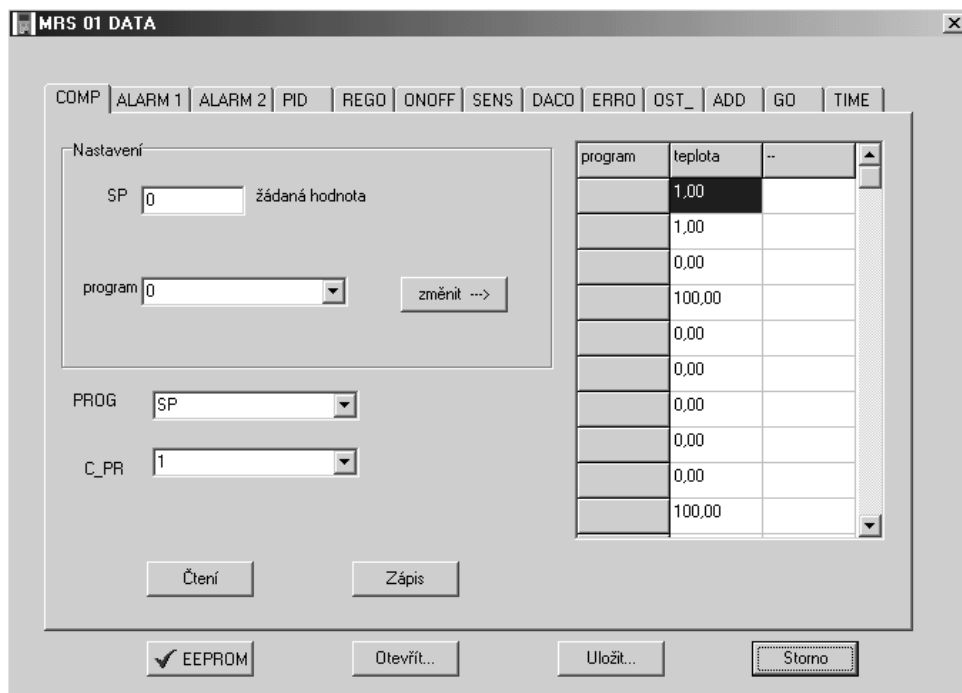 MRS 01 DATA
COMP ALARM 1 ALARM 2 PID REGO ONOFF SENS DACO ERRO OST_ ADD GO TIME
Nastavení
SP 0 žádaná hodnota
program 0 změnit --->
PROG SP
C_PR 1
program teplota --
1,00
1,00
0,00
100,00
0,00
0,00
0,00
0,00
0,00
100,00
Čtení Zápis
EEPROM Otevřít... Uložit... Storno